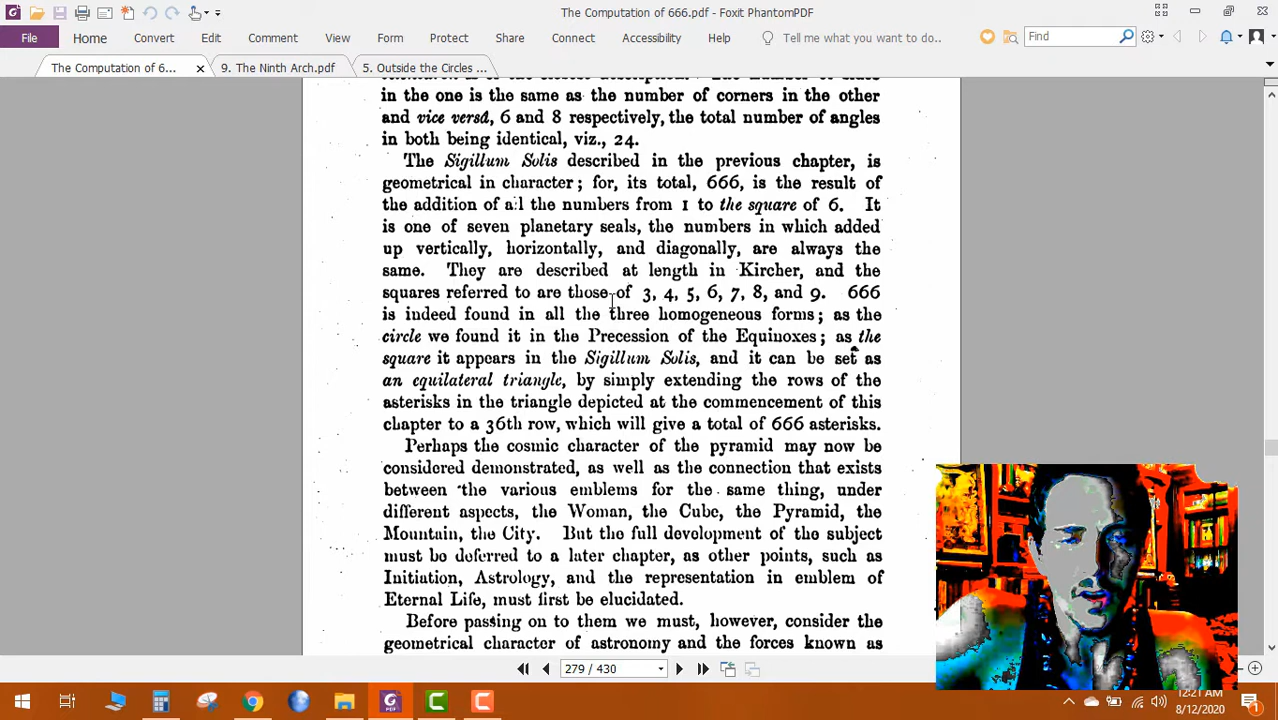 The Computation of 666.pdf - Foxit PhantomPDF
File Home Convert Edit Comment View Form Protect Share Connect Accessibility Help Tell me what you want to do.. Find
The Computation of 6... 9. The Ninth Arch.pdf 5. Outside the Circles ...
in the one is the same as the number of corners in the other
and vice versâ, 6 and 8 respectively, the total number of angles
in both being identical, viz., 24.
The Sigillum Solis described in the previous chapter, is
geometrical in character; for, its total, 666, is the result of
the addition of all the numbers from 1 to the square of 6. It
is one of seven planetary seals, the numbers in which added
up vertically, horizontally, and diagonally, are always the
same. They are described at length in Kircher, and the
squares referred to are those of 3, 4, 5, 6, 7, 8, and 9. 666
is indeed found in all the three homogeneous forms; as the
circle we found it in the Precession of the Equinoxes; as the
square it appears in the Sigillum Solis, and it can be set as
an equilateral triangle, by simply extending the rows of the
asterisks in the triangle depicted at the commencement of this
chapter to a 36th row, which will give a total of 666 asterisks.
Perhaps the cosmic character of the pyramid may now be
considered demonstrated, as well as the connection that exists
between the various emblems for the same thing, under
different aspects, the Woman, the Cube, the Pyramid, the
Mountain, the City. But the full development of the subject
must be deferred to a later chapter, as other points, such as
Initiation, Astrology, and the representation in emblem of
Eternal Life, must first be elucidated.
Before passing on to them we must, however, consider the
geometrical character of astronomy and the forces known as
279 / 430
12:21 AM
8/12/2020